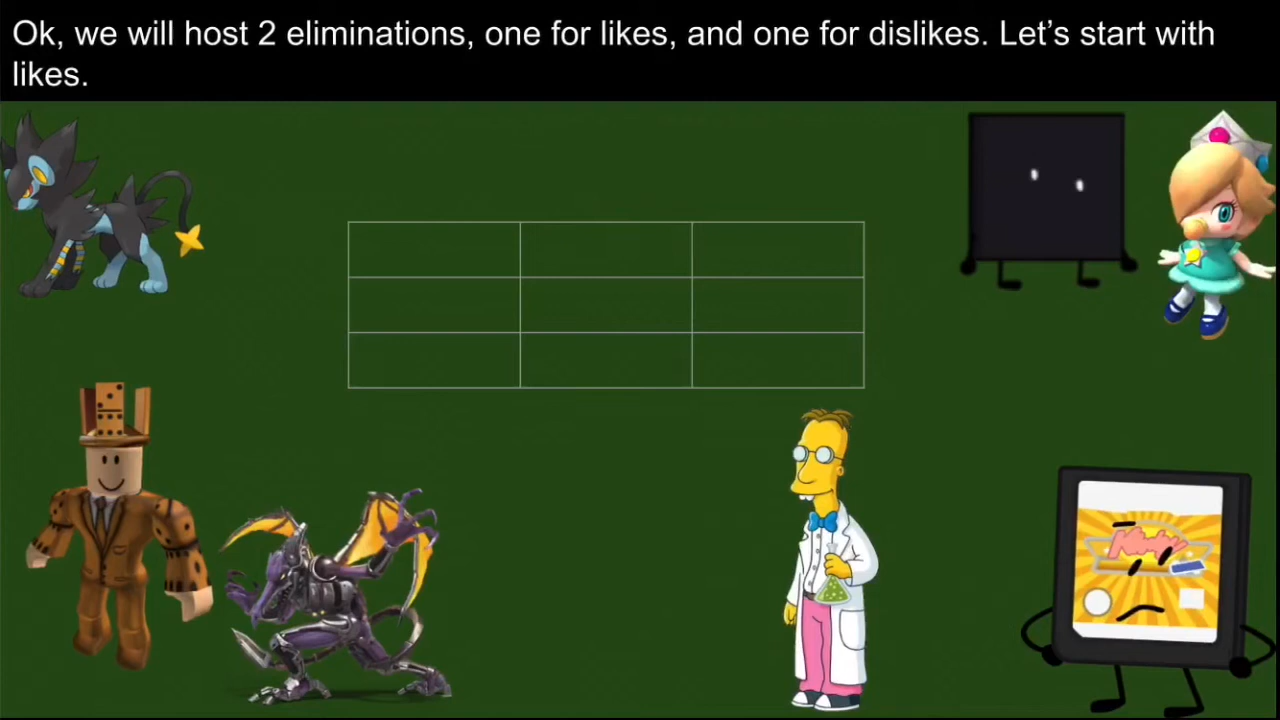 Ok, we will host 2 eliminations, one for likes, and one for dislikes. Let’s start with
likes.